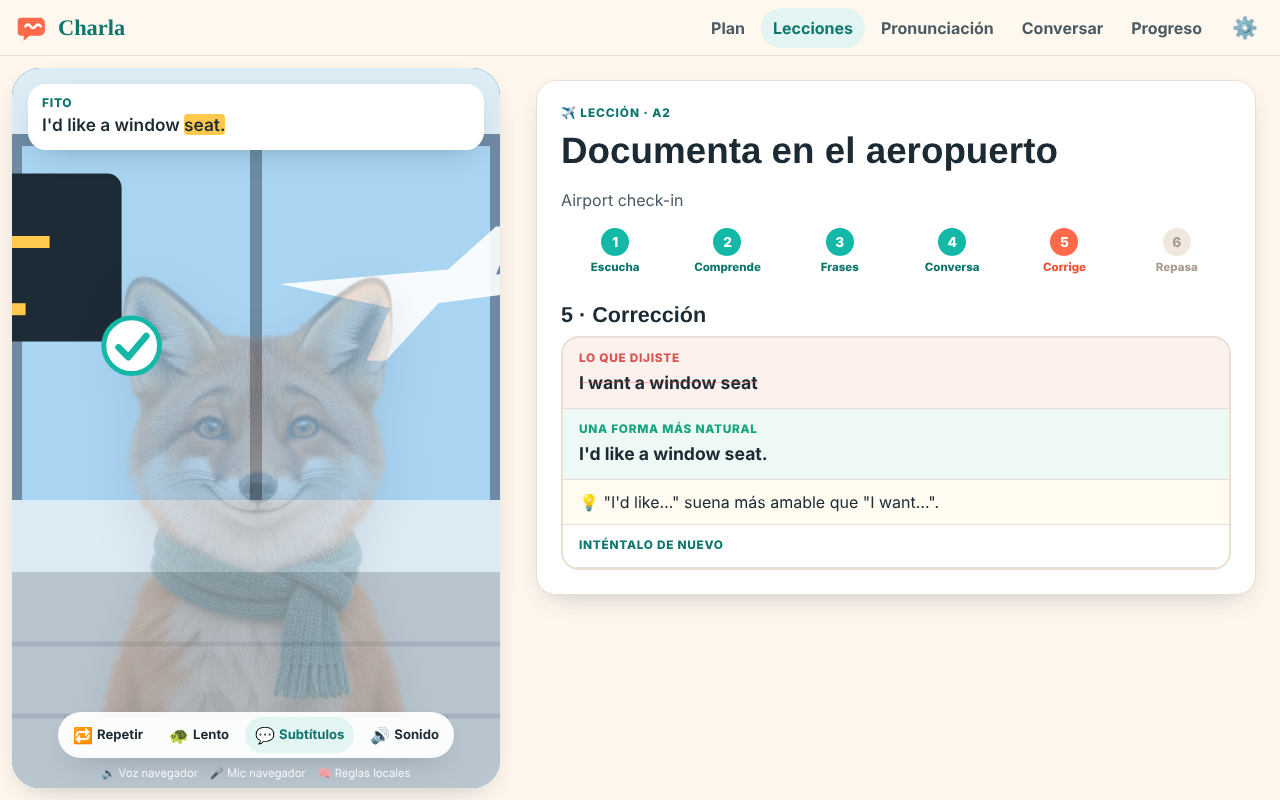 Charla
Plan
Lecciones
Pronunciación
Conversar
Progreso
FITO
I'd like a window seat.
🔁 Repetir
🐢 Lento
💬 Subtítulos
🔊 Sonido
🔈 Voz navegador
🎤 Mic navegador
🧠 Reglas locales
✈️ LECCIÓN · A2
Documenta en el aeropuerto
Airport check-in
1
Escucha
2
Comprende
3
Frases
4
Conversa
5
Corrige
6
Repasa
5 · Corrección
LO QUE DIJISTE
I want a window seat
UNA FORMA MÁS NATURAL
I'd like a window seat.
💡 "I'd like…" suena más amable que "I want…".
INTÉNTALO DE NUEVO